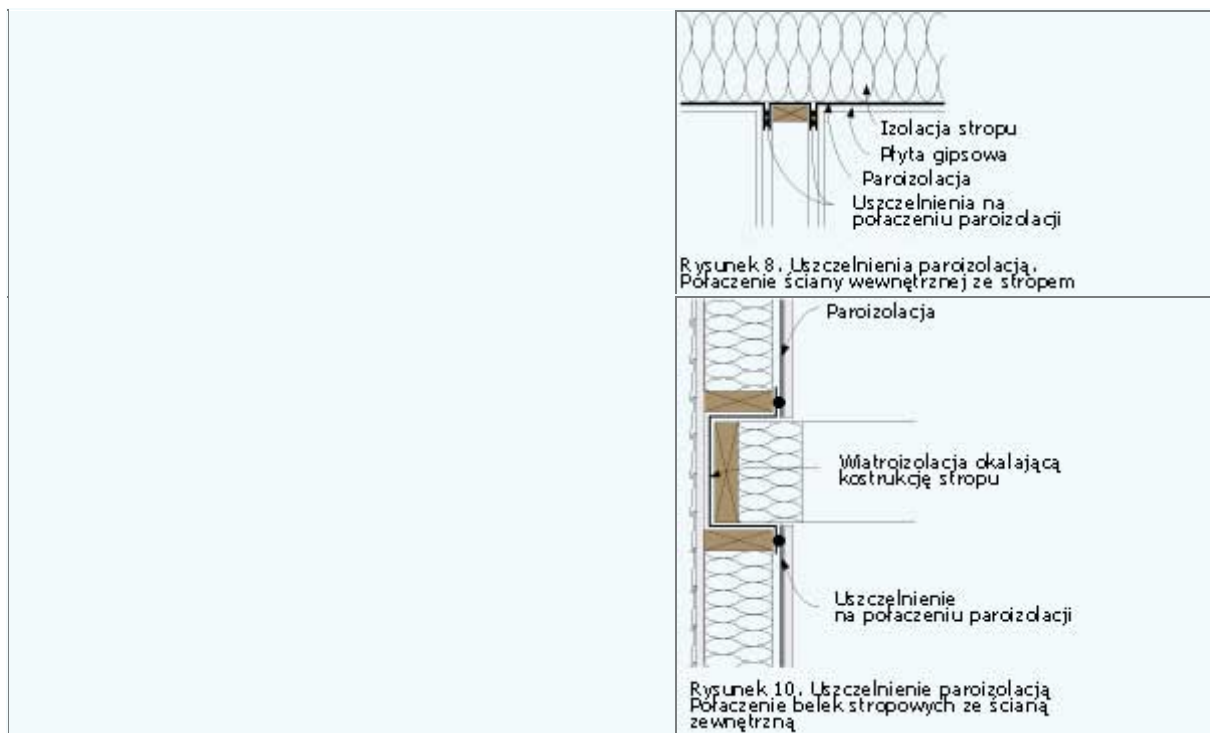 Izolacja stropu
Płyta gipsowa
Paroizolacja
Uszczelnienia na
połaczeniu paroizolacji
Rysunek 8. Uszczelnienia paroizolacją.
Połaczenie ściany wewnętrznej ze stropem
Paroizolacja
Wiatroizolacja okalającą
kostrukcję stropu
Uszczelnienie
na połaczeniu paroizolacji
Rysunek 10. Uszczelnienie paroizolacją
Połaczenie belek stropowych ze ścianą
zewnętrzną